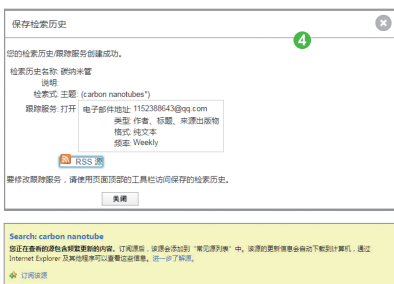 保存检索历史
4
您的检索历史/跟踪服务创建成功。
检索历史名称: 碳纳米管
说明:
检索式: 主题: (carbon nanotubes*)
跟踪服务: 打开 电子邮件地址: 1152388643@qq.com
类型: 作者、标题、来源出版物
格式: 纯文本
频率: Weekly
RSS 源
要修改跟踪服务，请使用页面顶部的工具栏访问保存的检索历史。
关闭
Search: carbon nanotube
您正在查看的源包含频繁更新的内容。订阅源后，该源会添加到“常见源列表”中。该源的更新信息会自动下载到计算机，通过
Internet Explorer 及其他程序可以查看这些信息。进一步了解源。
订阅该源